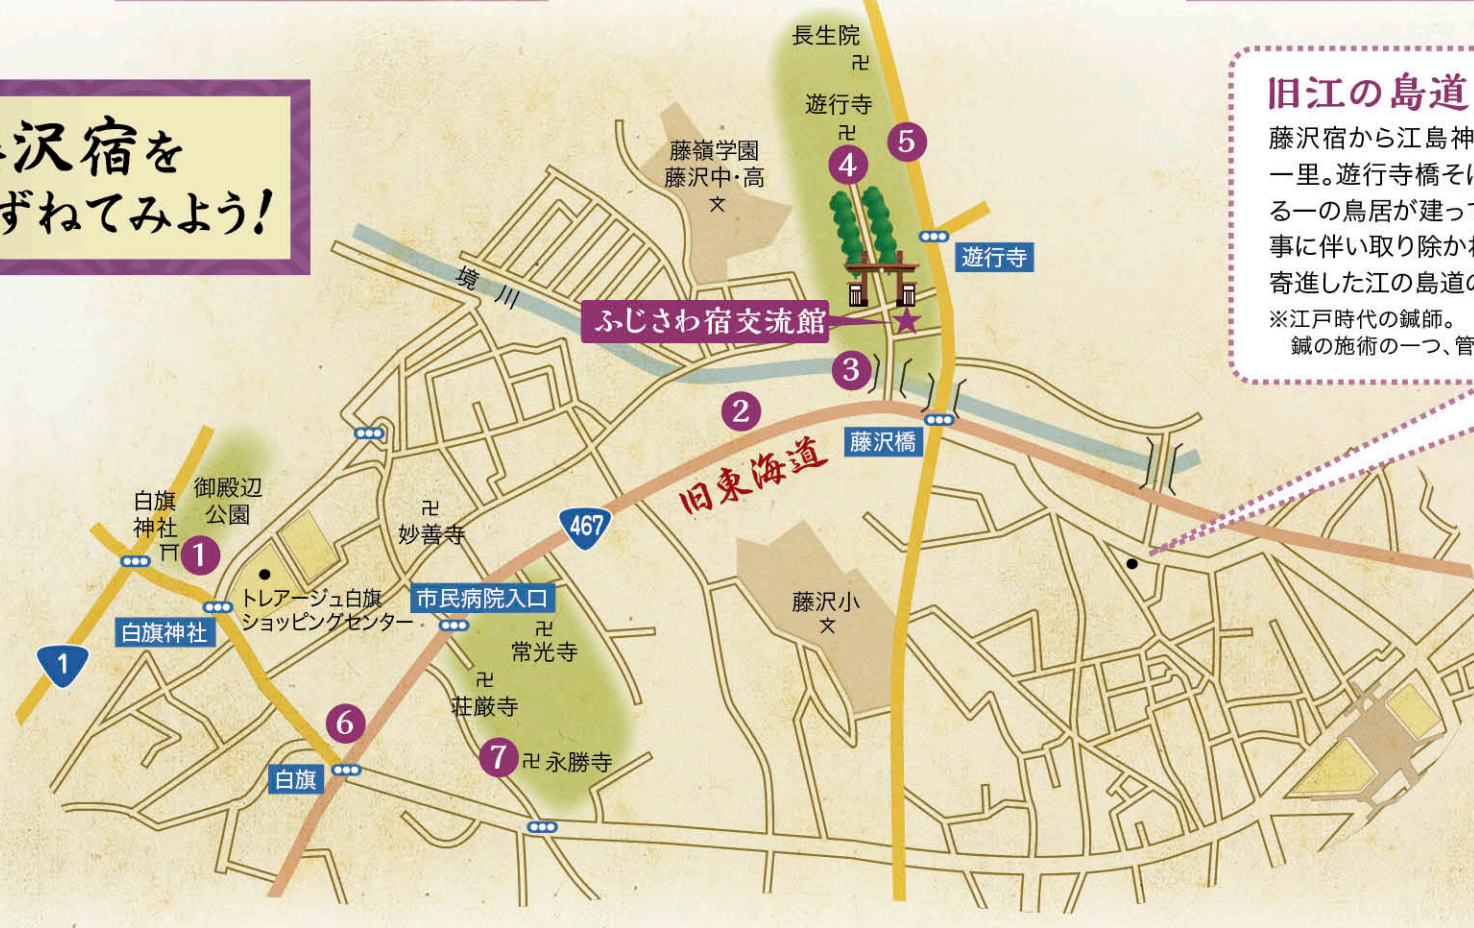 沢宿を
ずねてみよう!
長生院
卍
遊行寺
卍
5
4
藤嶺学園
藤沢中・高
文
遊行寺
境川
ふじさわ宿交流館
3
2
藤沢橋
旧東海道
467
白旗
神社
御殿辺
公園
1
卍
妙善寺
トレアージュ白旗
ショッピングセンター
白旗神社
1
市民病院入口
卍
常光寺
卍
荘厳寺
藤沢小
文
6
7
卍永勝寺
白旗
旧江の島道
藤沢宿から江島神
一里。遊行寺橋そ
る一の鳥居が建っ
事に伴い取り除か
寄進した江の島道
※江戸時代の鍼師。
鍼の施術の一つ、管